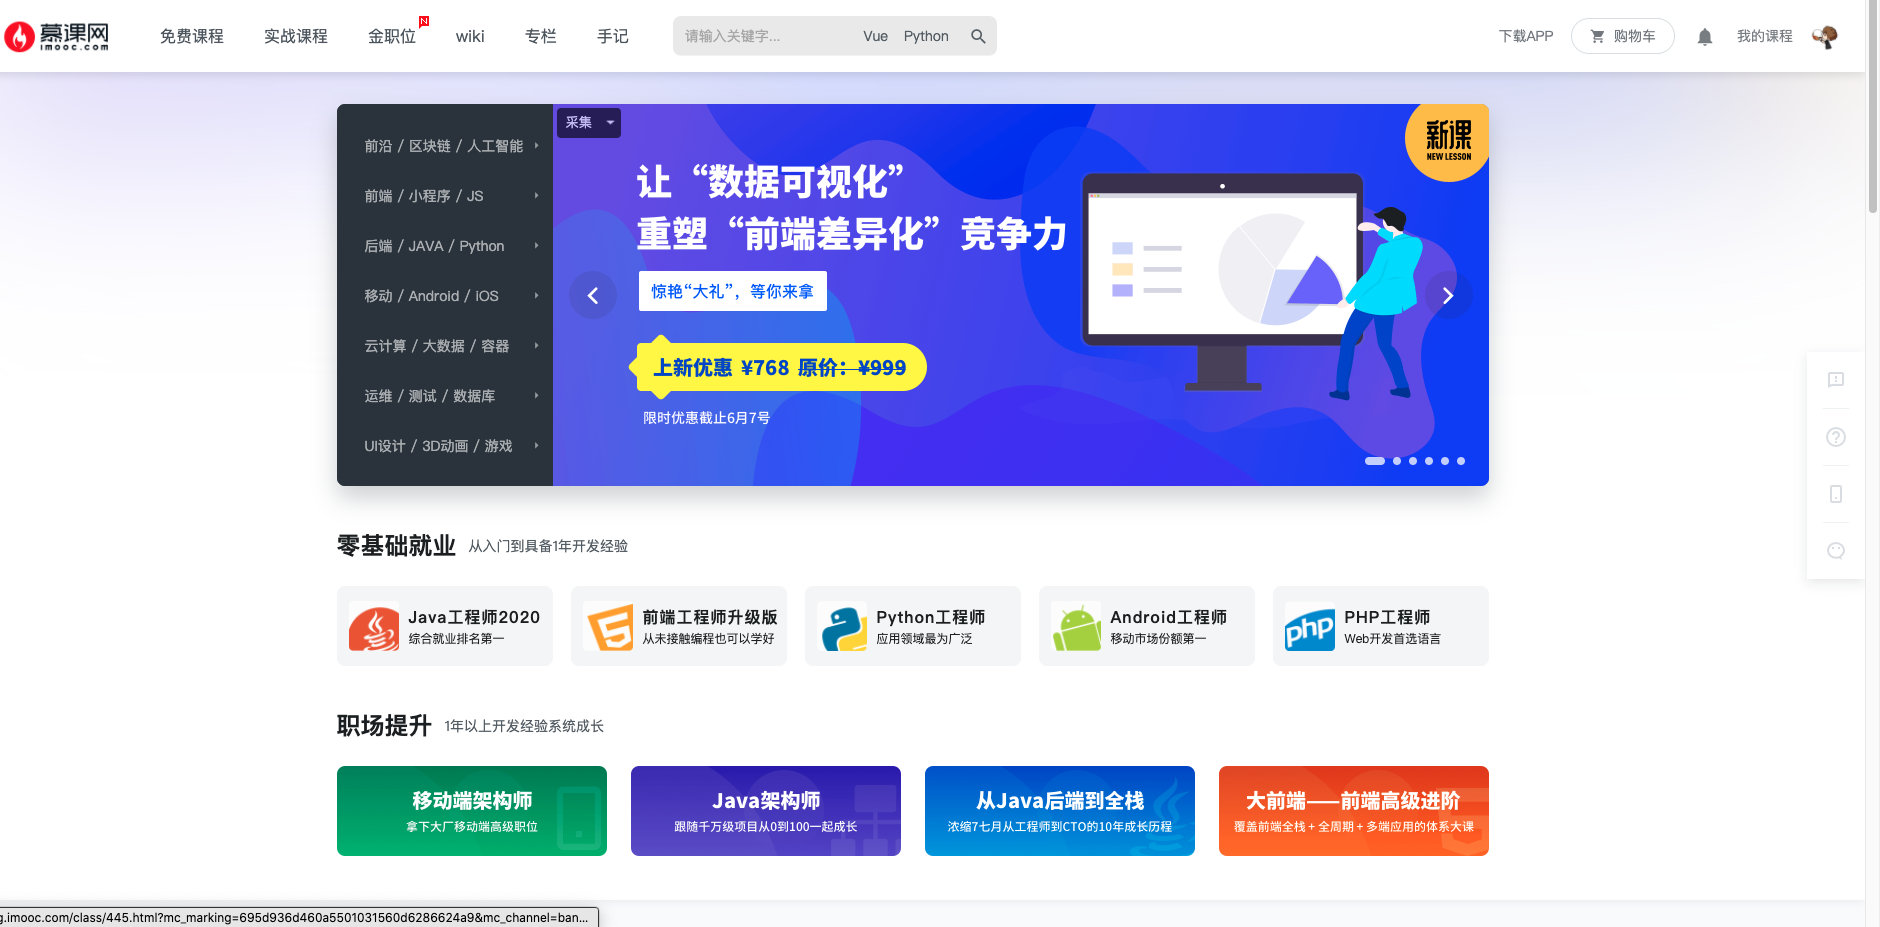 慕课网
imooc.com
免费课程
实战课程
金职位
N
wiki
专栏
手记
请输入关键字...
Vue
Python
下载APP
购物车
我的课程
前沿 / 区块链 / 人工智能
前端 / 小程序 / JS
后端 / JAVA / Python
移动 / Android / iOS
云计算 / 大数据 / 容器
运维 / 测试 / 数据库
UI设计 / 3D动画 / 游戏
采集
新课
NEW LESSON
让“数据可视化”
重塑“前端差异化”竞争力
惊艳“大礼”，等你来拿
上新优惠 ¥768 原价：¥999
限时优惠截止6月7号
零基础就业 从入门到具备1年开发经验
Java工程师2020
综合就业排名第一
前端工程师升级版
从未接触编程也可以学好
Python工程师
应用领域最为广泛
Android工程师
移动市场份额第一
php
PHP工程师
Web开发首选语言
职场提升 1年以上开发经验系统成长
移动端架构师
拿下大厂移动端高级职位
Java架构师
跟随千万级项目从0到100一起成长
从Java后端到全栈
浓缩7七月从工程师到CTO的10年成长历程
大前端——前端高级进阶
覆盖前端全栈 + 全周期 + 多端应用的体系大课
g.imooc.com/class/445.html?mc_marking=695d936d460a5501031560d6286624a9&mc_channel=ban...